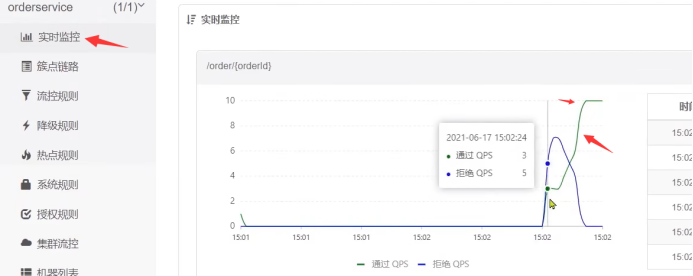 orderservice (1/1)
实时监控
簇点链路
流控规则
降级规则
热点规则
系统规则
授权规则
集群流控
机器列表
实时监控
/order/{orderId}
10
8
6
4
2
0
15:01 15:01 15:01 15:01 15:02 15:02 15:02
2021-06-17 15:02:24
通过 QPS 3
拒绝 QPS 5
通过 QPS 拒绝 QPS
15:02
15:02
15:02
15:02
15:02
15:02